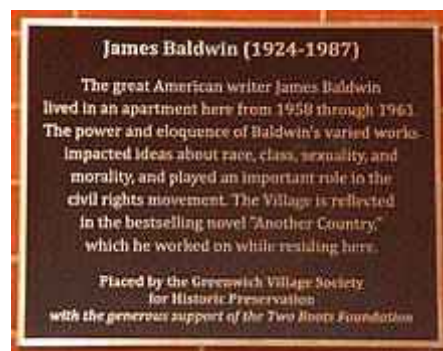 James Baldwin (1924-1987)
The great American writer James Baldwin
lived in an apartment here from 1958 through 1961.
The power and eloquence of Baldwin's varied works
impacted ideas about race, class, sexuality, and
morality, and played an important role in the
civil rights movement. The Village is reflected
in the bestselling novel "Another Country,"
which he worked on while residing here.
Placed by the Greenwich Village Society
for Historic Preservation
with the generous support of the Two Boots Foundation